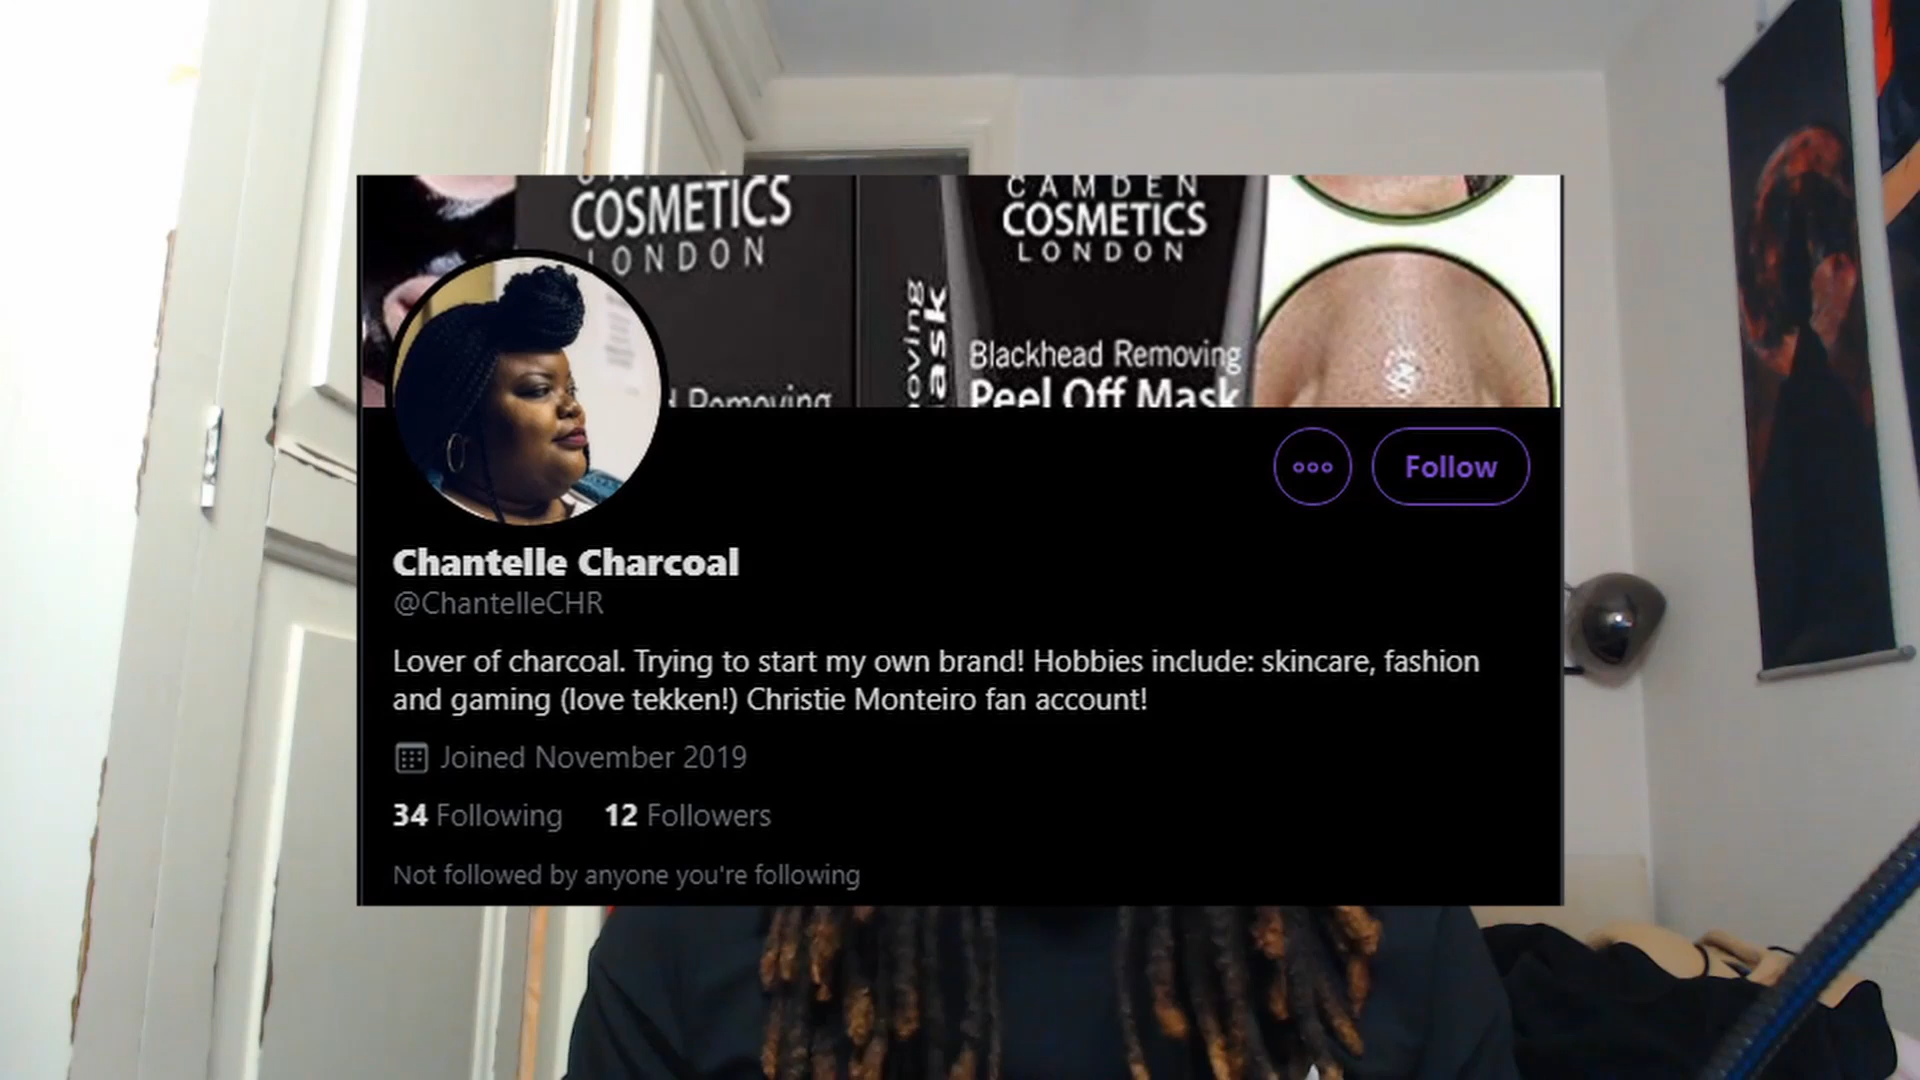 COSMETICS
LONDON
CAMDEN
COSMETICS
LONDON
Blackhead Removing
Peel Off Mask
Removing
Follow
Chantelle Charcoal
@ChantelleCHR
Lover of charcoal. Trying to start my own brand! Hobbies include: skincare, fashion
and gaming (love tekken!) Christie Monteiro fan account!
Joined November 2019
34 Following 12 Followers
Not followed by anyone you're following